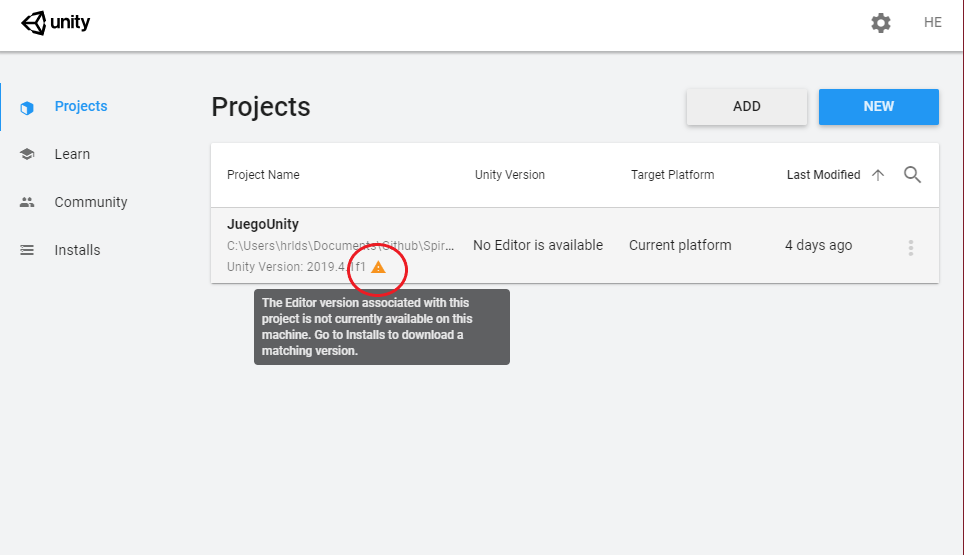 unity
HE
Projects
Learn
Community
Installs
Projects
ADD
NEW
Project Name
Unity Version
Target Platform
Last Modified
JuegoUnity
C:\Users\hrlds\Documents\Github\Spir...
Unity Version: 2019.4.1f1
No Editor is available
Current platform
4 days ago
The Editor version associated with this
project is not currently available on this
machine. Go to Installs to download a
matching version.